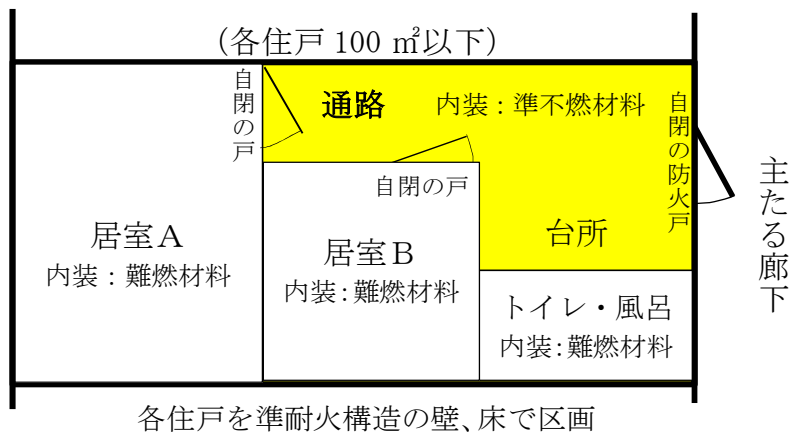 (各住戸 100 ㎡以下)
自閉の戸
通路
内装：準不燃材料
自閉の防火戸
主たる廊下
自閉の戸
居室A
内装：難燃材料
居室B
内装：難燃材料
台所
トイレ・風呂
内装：難燃材料
各住戸を準耐火構造の壁、床で区画